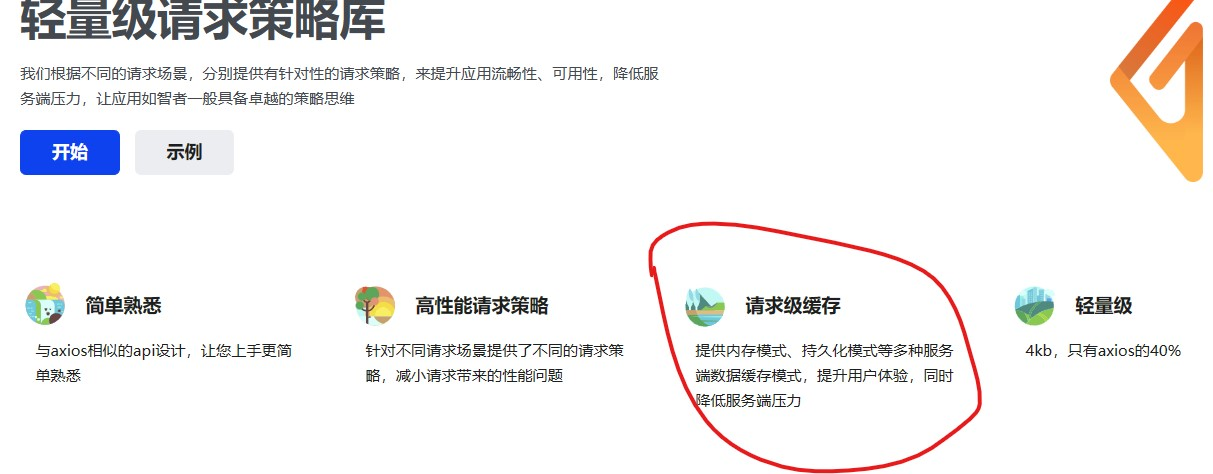 轻量级请求策略库
我们根据不同的请求场景，分别提供有针对性的请求策略，来提升应用流畅性、可用性，降低服
务端压力，让应用如智者一般具备卓越的策略思维
开始
示例
简单熟悉
与axios相似的api设计，让您上手更简
单熟悉
高性能请求策略
针对不同请求场景提供了不同的请求策
略，减小请求带来的性能问题
请求级缓存
提供内存模式、持久化模式等多种服务
端数据缓存模式，提升用户体验，同时
降低服务端压力
轻量级
4kb，只有axios的40%